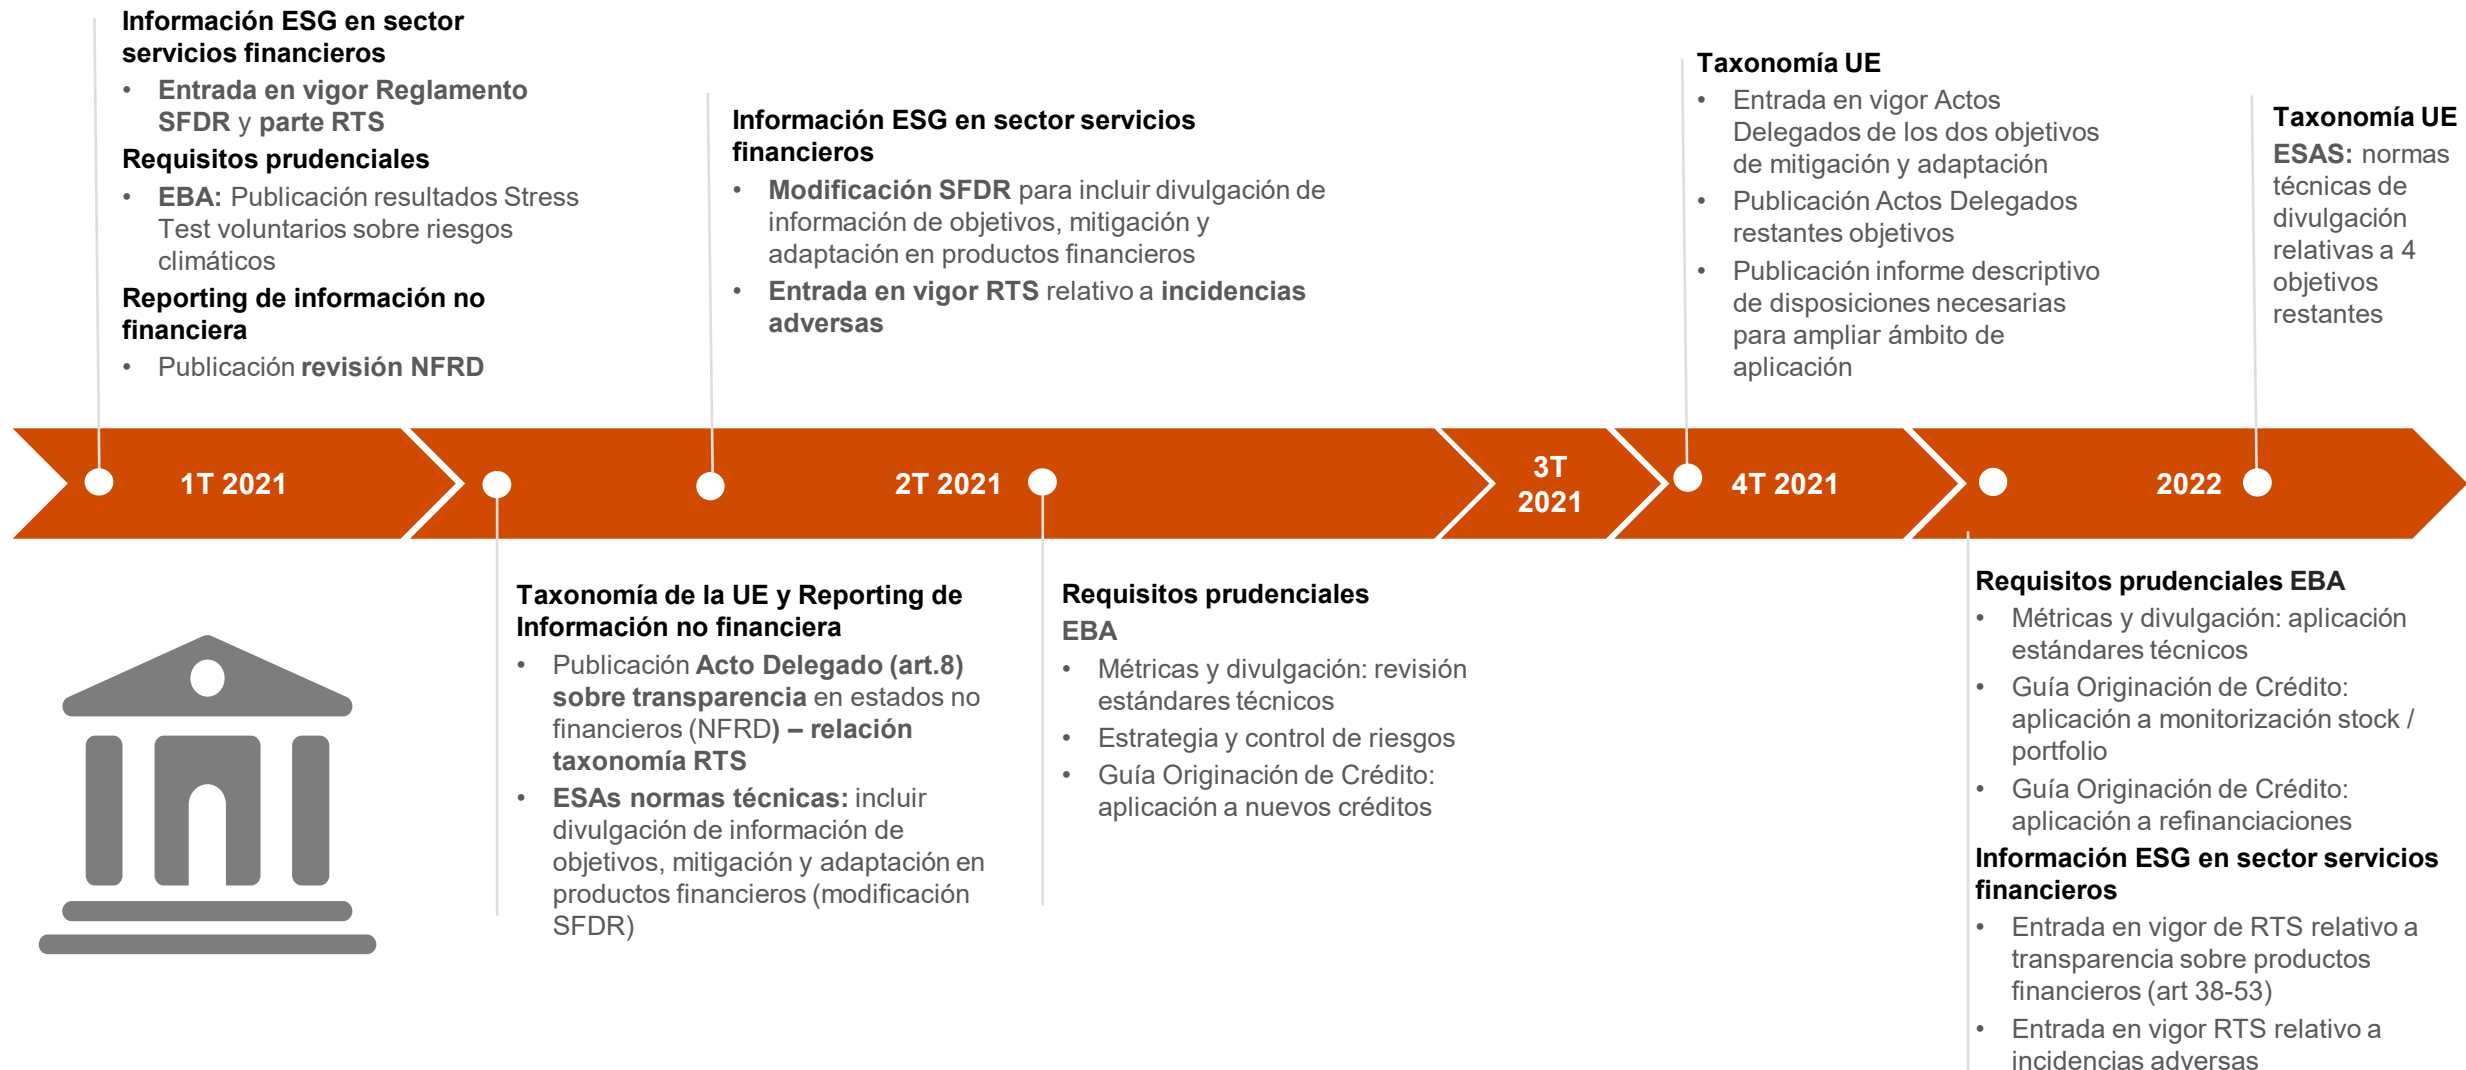 Información ESG en sector
servicios financieros
• Entrada en vigor Reglamento
SFDR y parte RTS
Requisitos prudenciales
• EBA: Publicación resultados Stress
Test voluntarios sobre riesgos
climáticos
Reporting de información no
financiera
• Publicación revisión NFRD
Información ESG en sector servicios
financieros
• Modificación SFDR para incluir divulgación de
información de objetivos, mitigación y
adaptación en productos financieros
• Entrada en vigor RTS relativo a incidencias
adversas
Taxonomía UE
• Entrada en vigor Actos
Delegados de los dos objetivos
de mitigación y adaptación
• Publicación Actos Delegados
restantes objetivos
• Publicación informe descriptivo
de disposiciones necesarias
para ampliar ámbito de
aplicación
Taxonomía UE
ESAS: normas
técnicas de
divulgación
relativas a 4
objetivos
restantes
1T 2021
2T 2021
3T
2021
4T 2021
2022
Taxonomía de la UE y Reporting de
Información no financiera
• Publicación Acto Delegado (art.8)
sobre transparencia en estados no
financieros (NFRD) – relación
taxonomía RTS
• ESAs normas técnicas: incluir
divulgación de información de
objetivos, mitigación y adaptación en
productos financieros (modificación
SFDR)
Requisitos prudenciales
EBA
• Métricas y divulgación: revisión
estándares técnicos
• Estrategia y control de riesgos
• Guía Originación de Crédito:
aplicación a nuevos créditos
Requisitos prudenciales EBA
• Métricas y divulgación: aplicación
estándares técnicos
• Guía Originación de Crédito:
aplicación a monitorización stock /
portfolio
• Guía Originación de Crédito:
aplicación a refinanciaciones
Información ESG en sector servicios
financieros
• Entrada en vigor de RTS relativo a
transparencia sobre productos
financieros (art 38-53)
• Entrada en vigor RTS relativo a
incidencias adversas